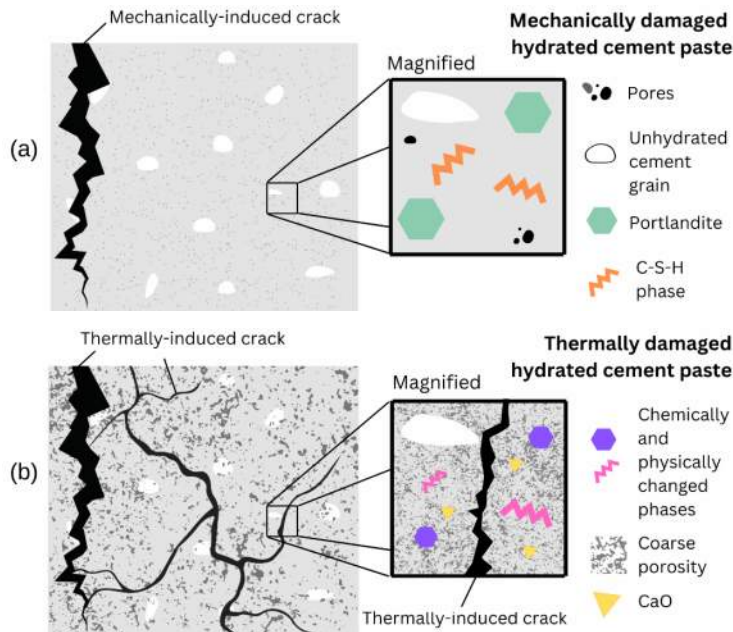 Mechanically-induced crack
Mechanically damaged
hydrated cement paste
Magnified
(a)
Pores
Unhydrated
cement
grain
Portlandite
C-S-H
phase
Thermally-induced crack
Thermally damaged
hydrated cement paste
Magnified
(b)
Chemically
and
physically
changed
phases
Coarse
porosity
CaO
Thermally-induced crack